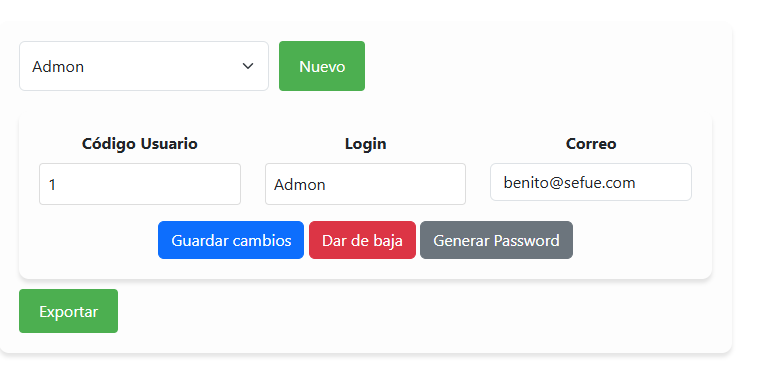 Admon Nuevo
Código Usuario Login Correo
1 Admon benito@sefue.com
Guardar cambios Dar de baja Generar Password
Exportar